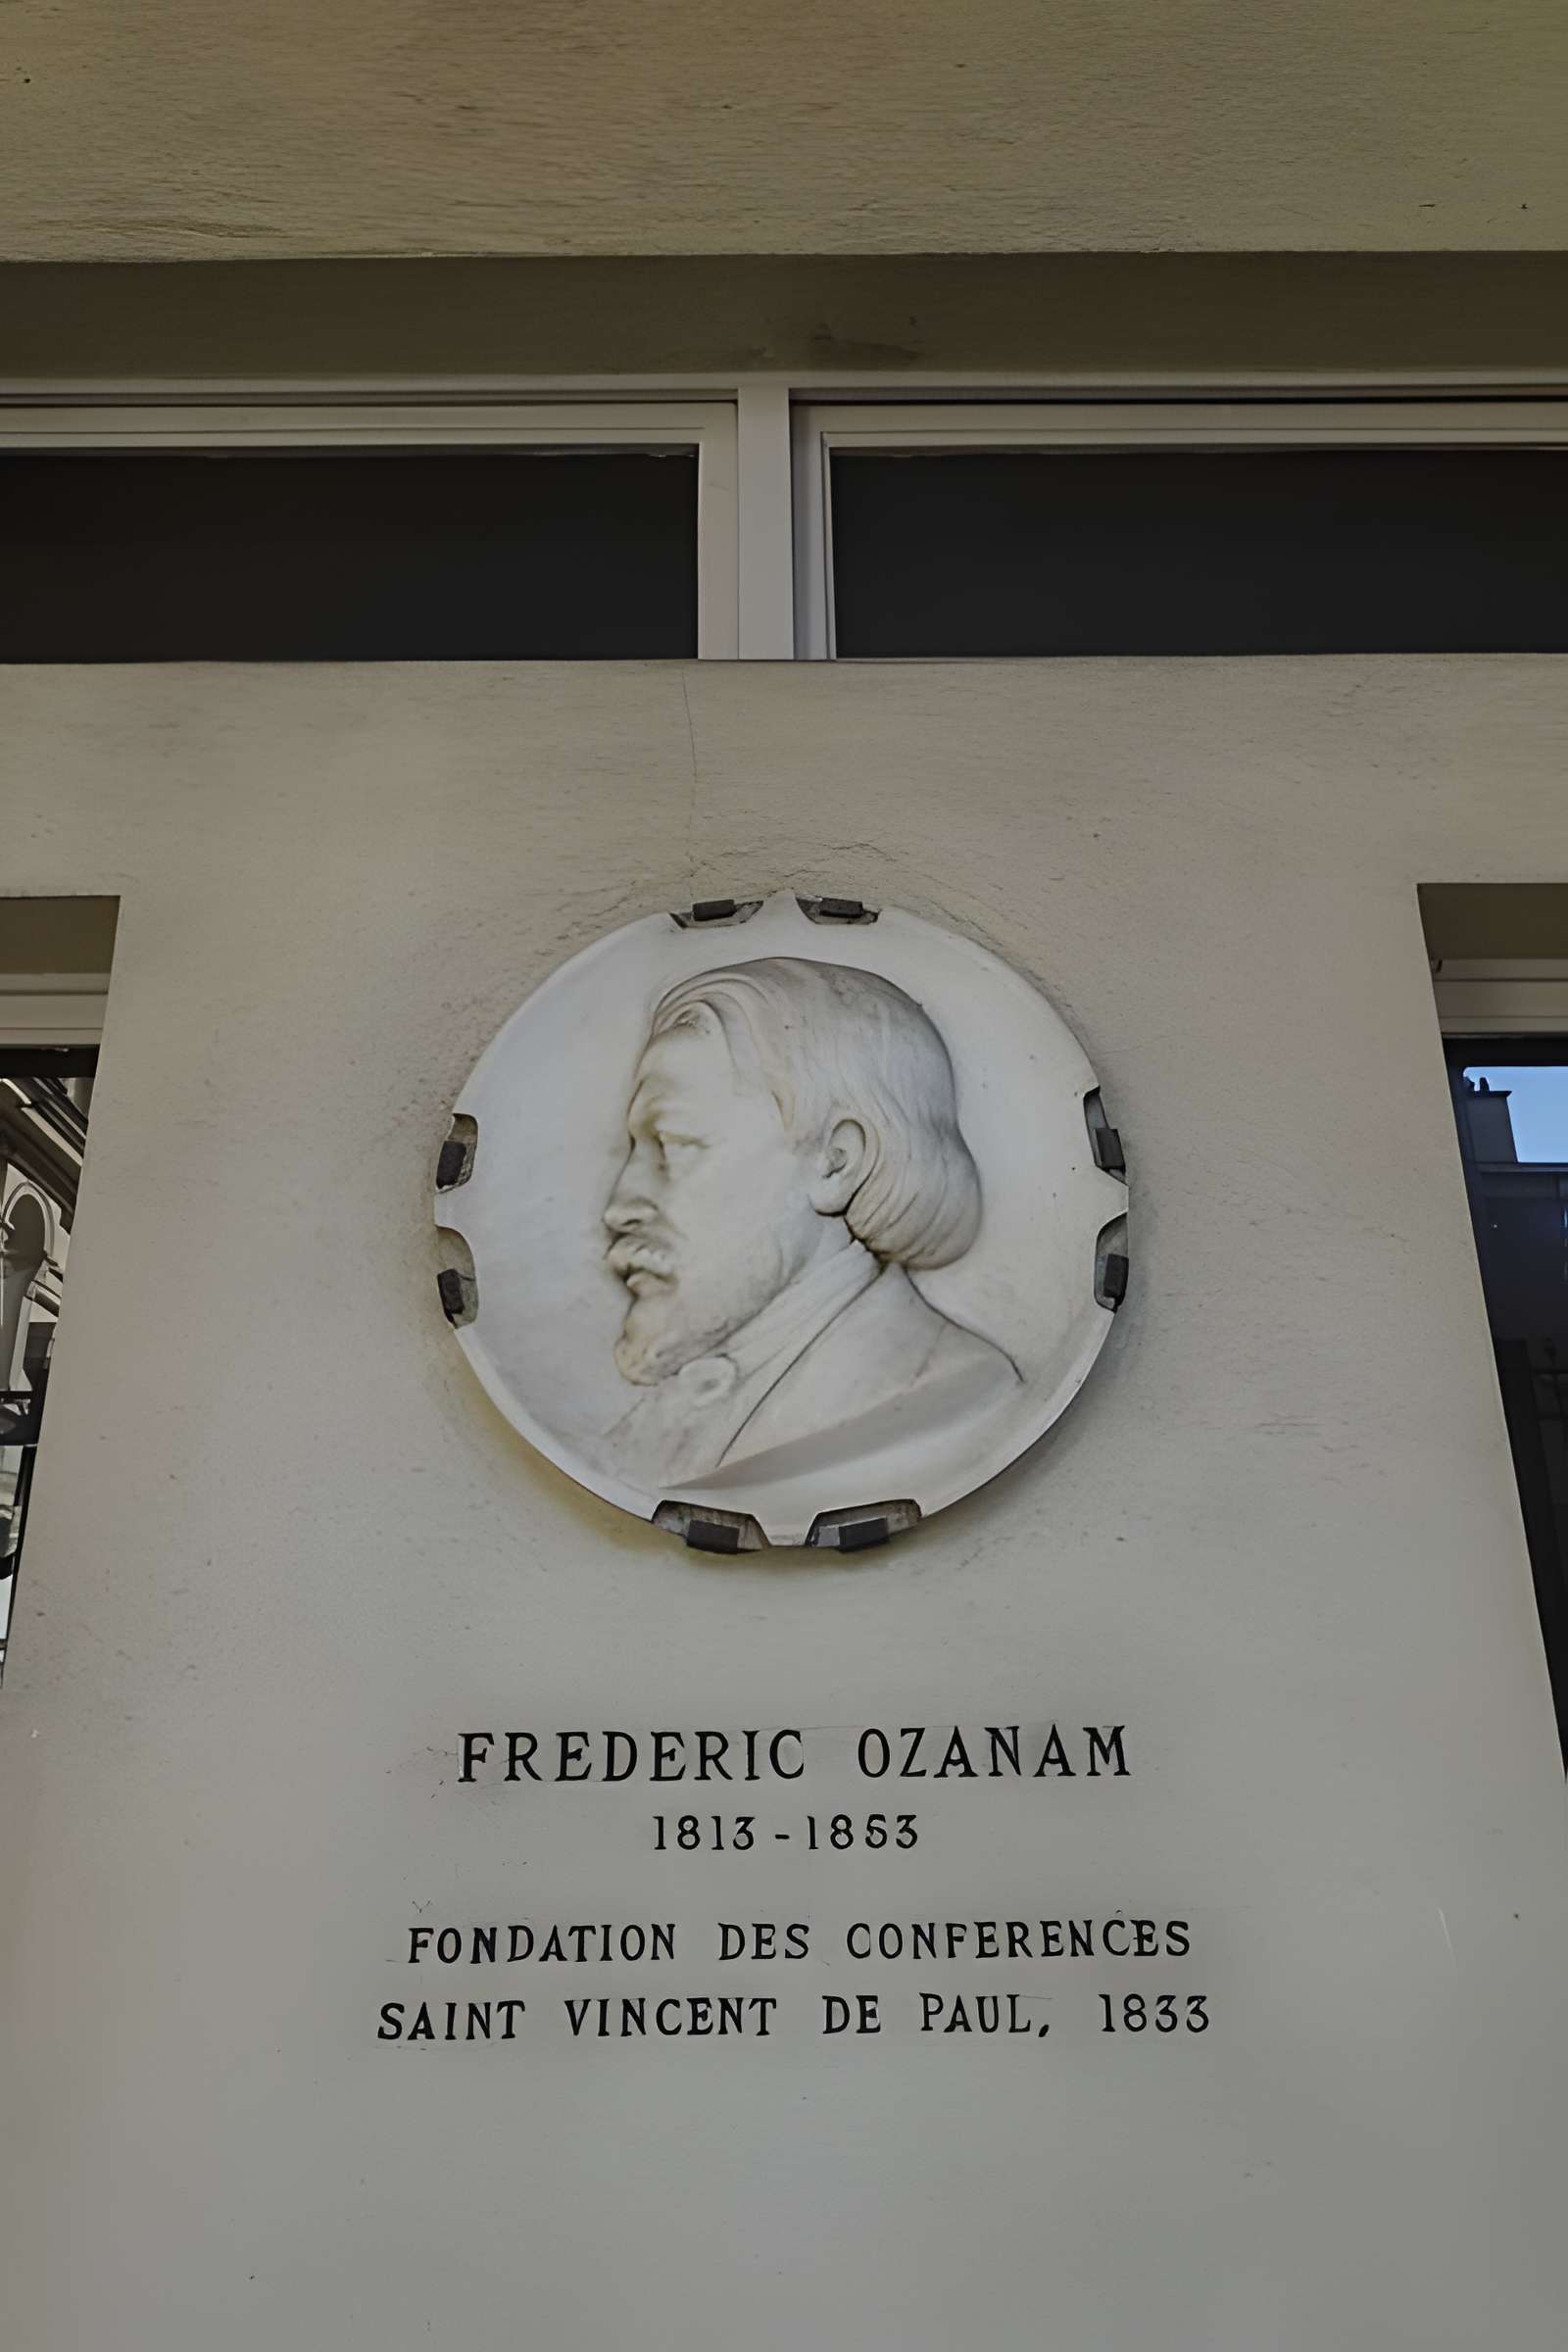 FREDERIC OZANAM
1813-1853
FONDATION DES CONFERENCES
SAINT VINCENT DE PAUL, 1833